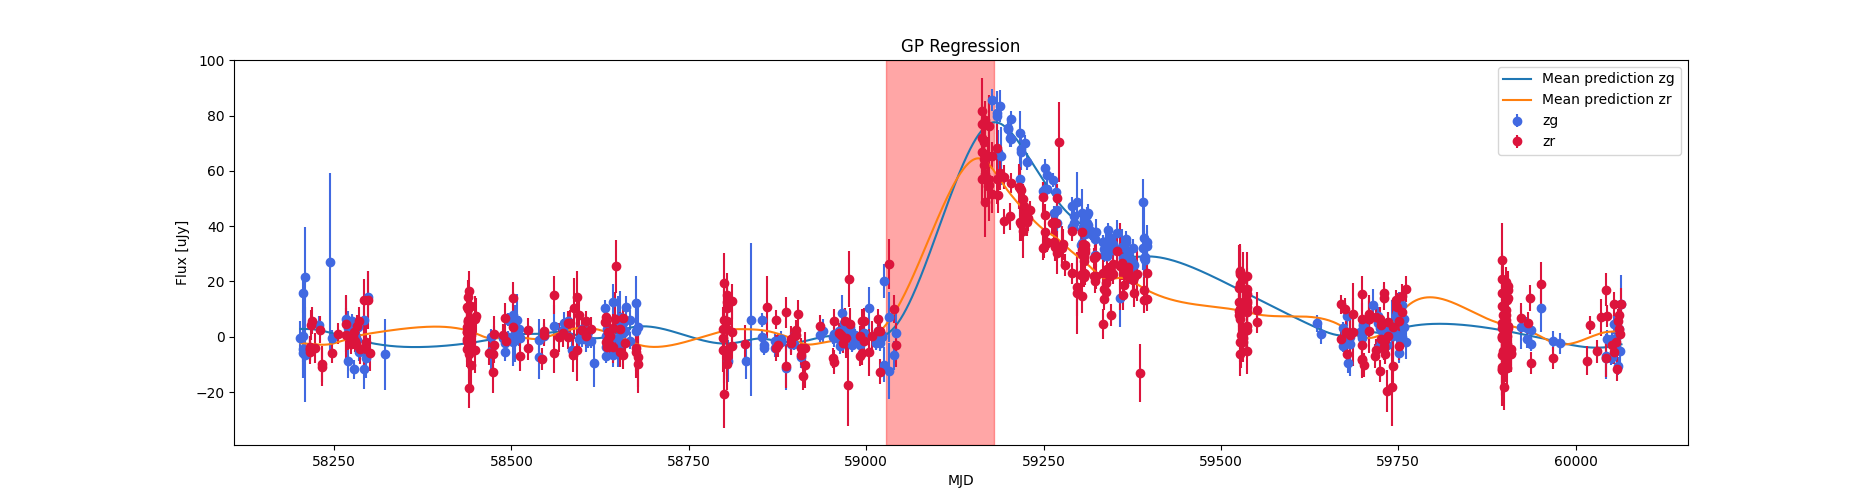 GP Regression
100
80
60
40
20
0
−20
Flux [uJy]
58250 58500 58750 59000 59250 59500 59750 60000
MJD
Mean prediction zg
Mean prediction zr
zg
zr